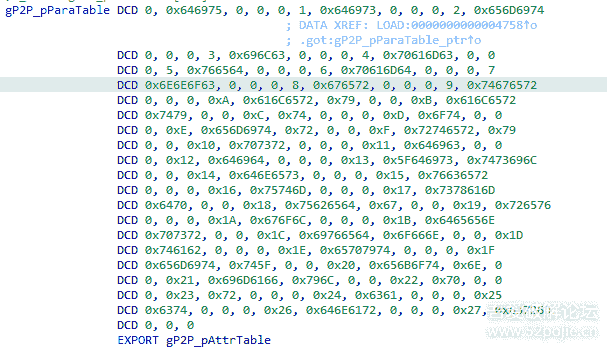 gP2P_pParaTable DCD 0, 0x646975, 0, 0, 0, 1, 0x646973, 0, 0, 0, 2, 0x656D6974
; DATA XREF: LOAD:0000000000004758↑o
; .got:gP2P_pParaTable_ptr↑o
DCD 0, 0, 0, 3, 0x696C63, 0, 0, 0, 4, 0x70616D63, 0, 0
DCD 0, 5, 0x766564, 0, 0, 0, 6, 0x70616D64, 0, 0, 0, 7
DCD 0x6E6E6F63, 0, 0, 0, 8, 0x676572, 0, 0, 0, 9, 0x74676572
DCD 0, 0, 0, 0xA, 0x616C6572, 0x79, 0, 0, 0xB, 0x616C6572
DCD 0x7479, 0, 0, 0xC, 0x74, 0, 0, 0, 0xD, 0x6F74, 0, 0
DCD 0, 0xE, 0x656D6974, 0x72, 0, 0, 0xF, 0x72746572, 0x79
DCD 0, 0, 0x10, 0x707372, 0, 0, 0, 0x11, 0x646963, 0, 0
DCD 0, 0x12, 0x646964, 0, 0, 0, 0x13, 0x5F646973, 0x7473696C
DCD 0, 0, 0x14, 0x646E6573, 0, 0, 0, 0x15, 0x76636572
DCD 0, 0, 0, 0x16, 0x75746D, 0, 0, 0, 0x17, 0x7378616D
DCD 0x6470, 0, 0, 0x18, 0x75626564, 0x67, 0, 0, 0x19, 0x726576
DCD 0, 0, 0, 0x1A, 0x676F6C, 0, 0, 0, 0x1B, 0x6465656E
DCD 0x707372, 0, 0, 0x1C, 0x69766564, 0x6F666E, 0, 0, 0x1D
DCD 0x746162, 0, 0, 0, 0x1E, 0x65707974, 0, 0, 0, 0x1F
DCD 0x656D6974, 0x745F, 0, 0, 0x20, 0x656B6F74, 0x6E, 0
DCD 0, 0x21, 0x696D6166, 0x796C, 0, 0, 0x22, 0x70, 0, 0
DCD 0, 0x23, 0x72, 0, 0, 0, 0x24, 0x6361, 0, 0, 0, 0x25
DCD 0x6374, 0, 0, 0, 0x26, 0x646E6172, 0, 0, 0, 0x27,
DCD 0, 0, 0
EXPORT gP2P_pAttrTable
www.52pojie.cn